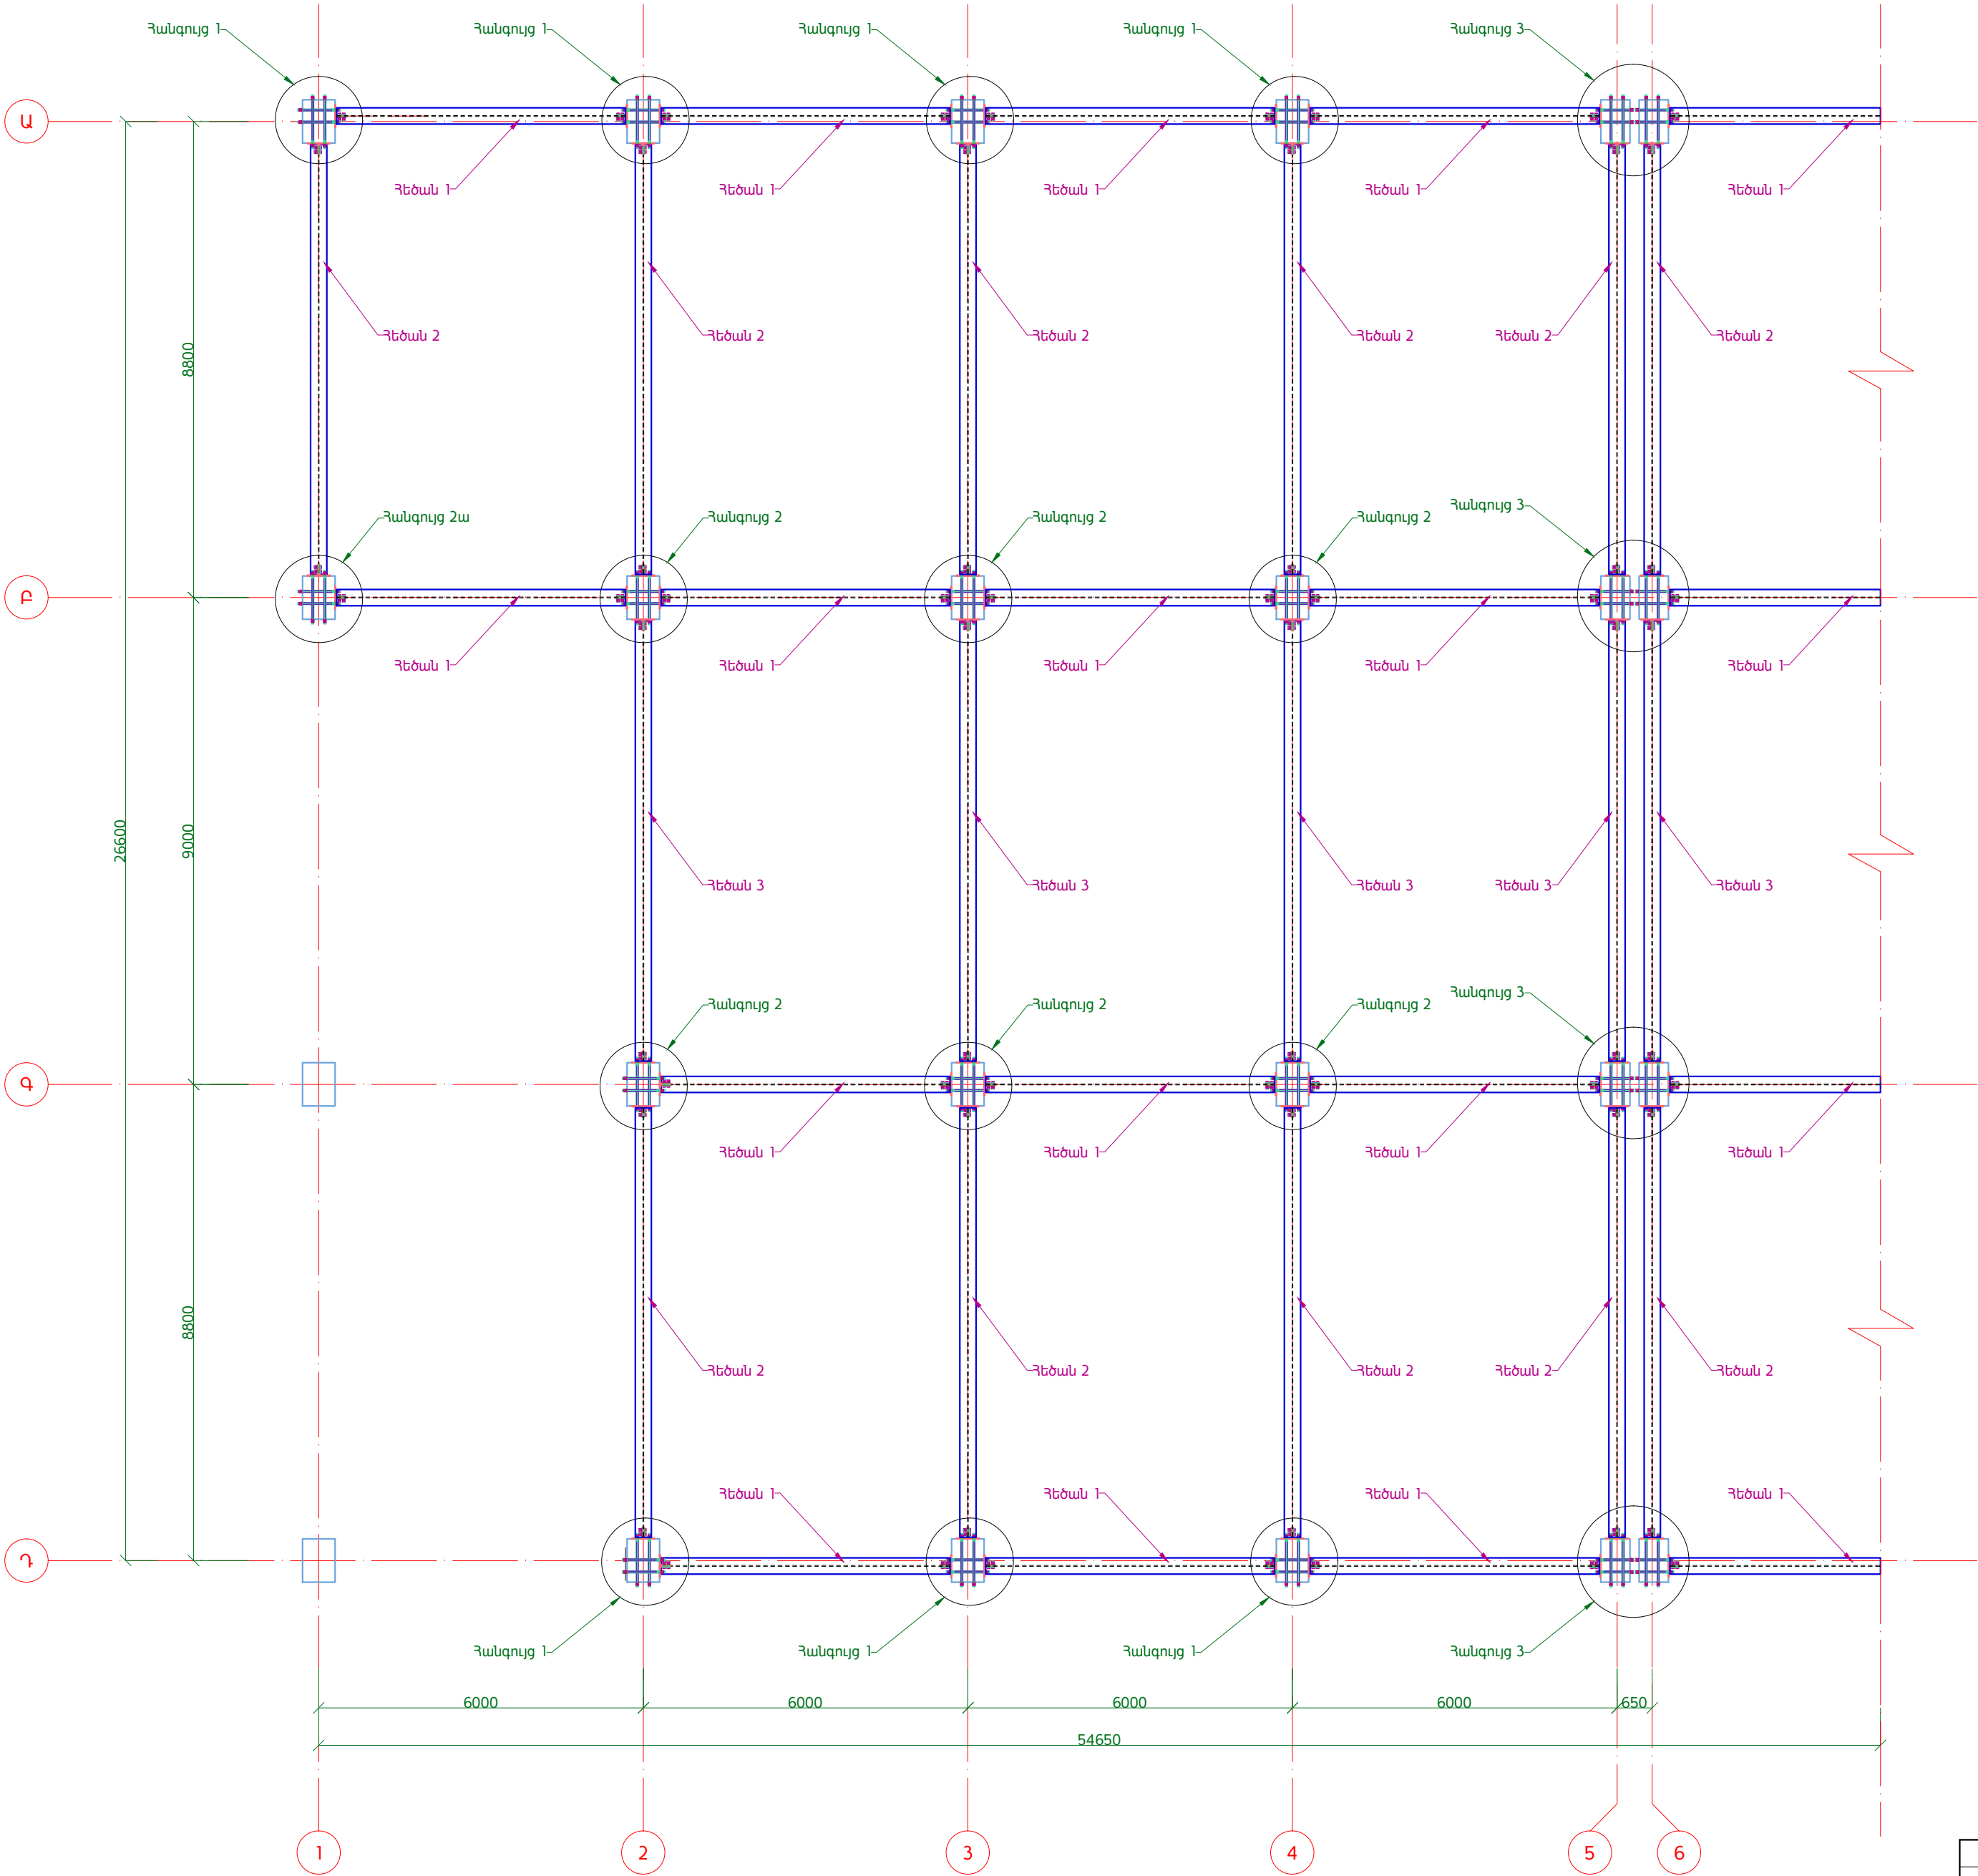 Հանգույց 1 Հանգույց 1 Հանգույց 1 Հանգույց 1 Հանգույց 3
Ա
Հեծան 1 Հեծան 1 Հեծան 1 Հեծան 1 Հեծան 1
8800 Հեծան 2 Հեծան 2 Հեծան 2 Հեծան 2 Հեծան 2 Հեծան 2
Հանգույց 2ա Հանգույց 2 Հանգույց 2 Հանգույց 2 Հանգույց 3
Բ
Հեծան 1 Հեծան 1 Հեծան 1 Հեծան 1 Հեծան 1
26600 9000
Հեծան 3 Հեծան 3 Հեծան 3 Հեծան 3 Հեծան 3
Հանգույց 2 Հանգույց 2 Հանգույց 2 Հանգույց 3
Գ
Հեծան 1 Հեծան 1 Հեծան 1 Հեծան 1
8800
Հեծան 2 Հեծան 2 Հեծան 2 Հեծան 2 Հեծան 2
Հեծան 1 Հեծան 1 Հեծան 1 Հեծան 1
Դ
Հանգույց 1 Հանգույց 1 Հանգույց 1 Հանգույց 3
6000 6000 6000 6000 650
54650
1 2 3 4 5 6